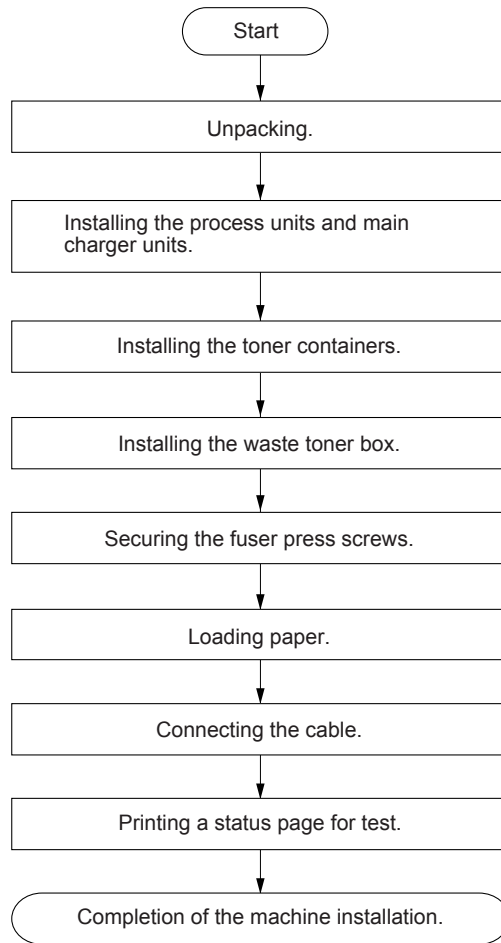 Start
Unpacking.
Installing the process units and main
charger units.
Installing the toner containers.
Installing the waste toner box.
Securing the fuser press screws.
Loading paper.
Connecting the cable.
Printing a status page for test.
Completion of the machine installation.